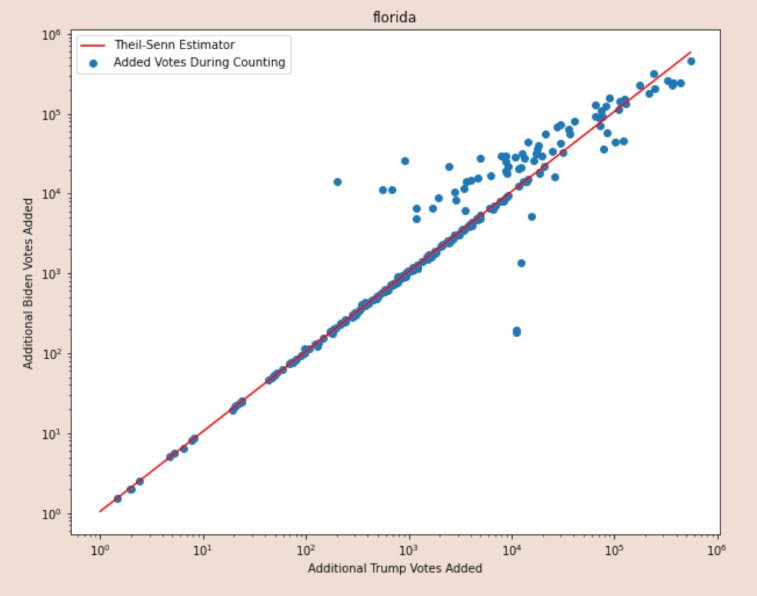 florida
Theil-Senn Estimator
Added Votes During Counting
10⁶
10⁵
10⁴
10³
10²
10¹
10⁰
Additional Biden Votes Added
10⁰ 10¹ 10² 10³ 10⁴ 10⁵ 10⁶
Additional Trump Votes Added